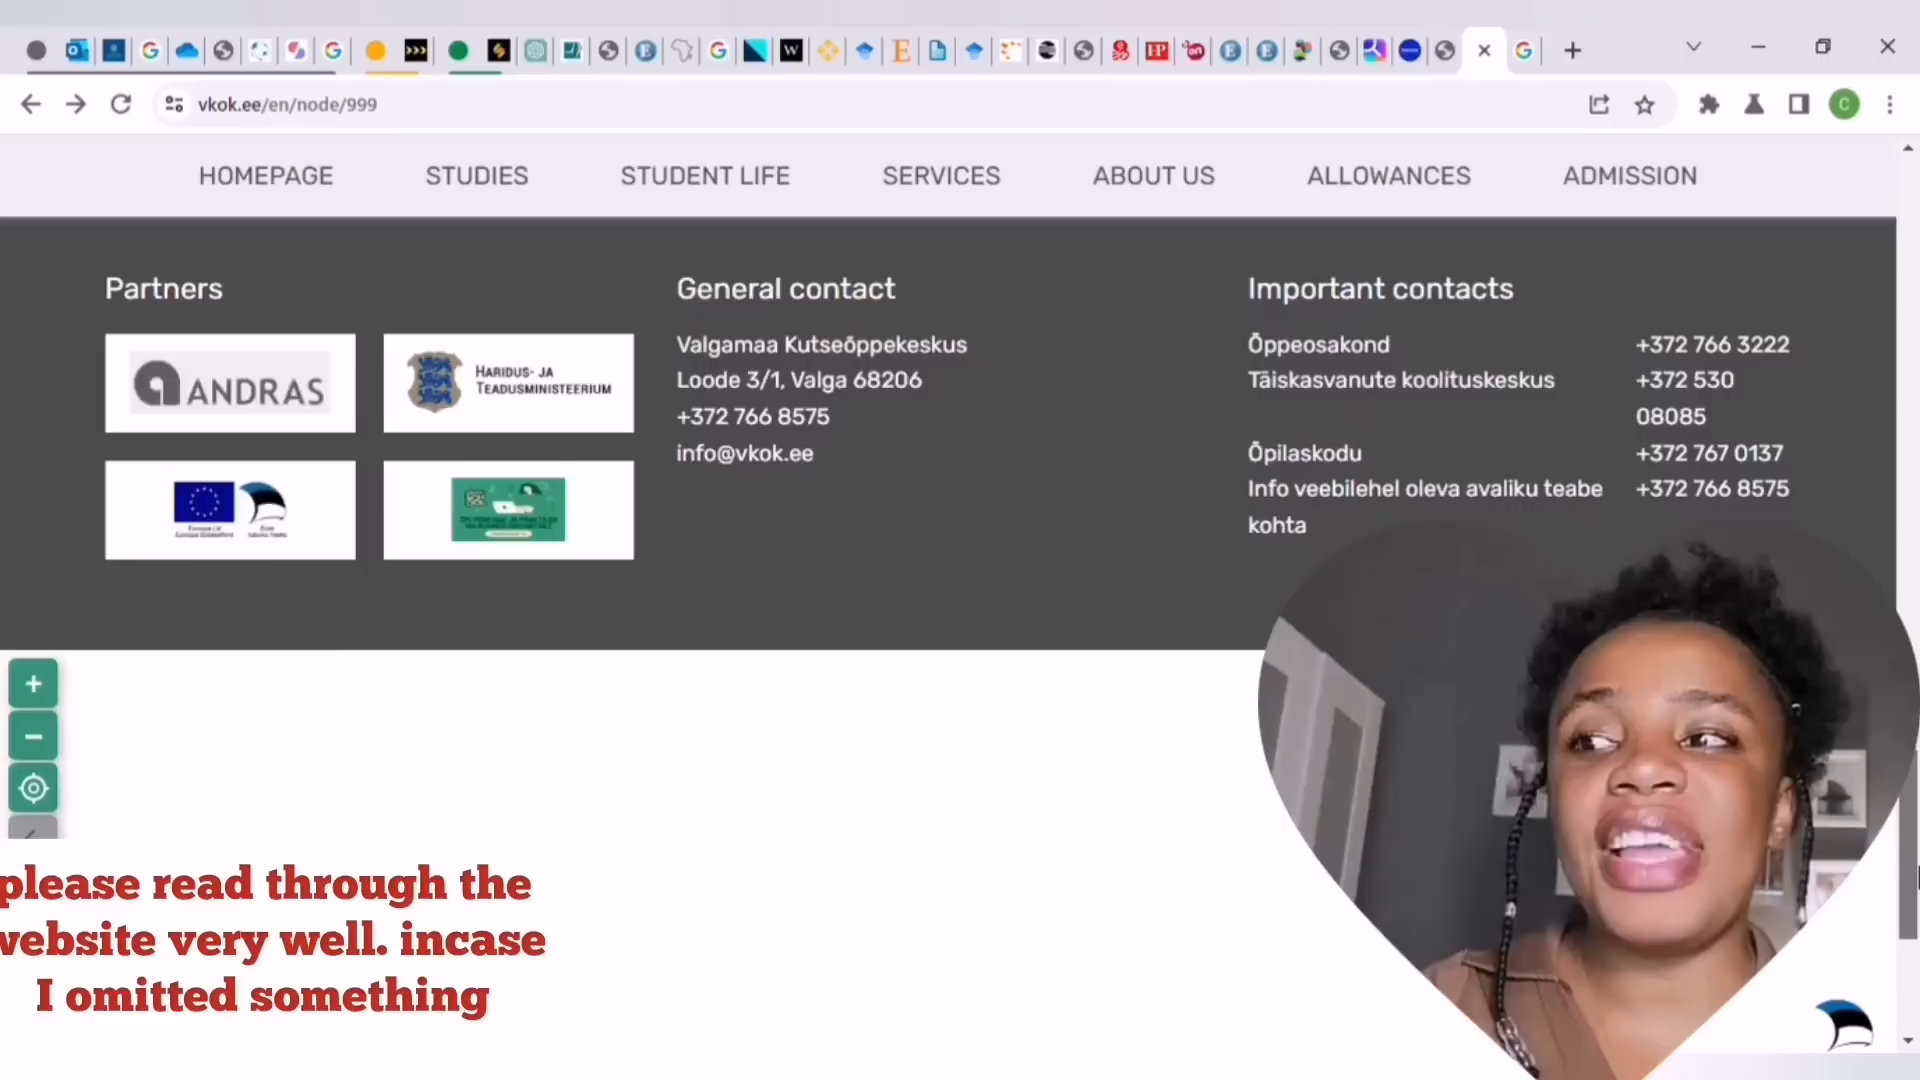 vkok.ee/en/node/999
C
HOMEPAGE
STUDIES
STUDENT LIFE
SERVICES
ABOUT US
ALLOWANCES
ADMISSION
Partners
ANDRAS
HARIDUS- JA
TEADUSMINISTEERIUM
General contact
Valgamaa Kutseõppekeskus
Loode 3/1, Valga 68206
+372 766 8575
info@vkok.ee
Important contacts
Õppeosakond +372 766 3222
Täiskasvanute koolituskeskus +372 530
08085
Õpilaskodu +372 767 0137
Info veebilehel oleva avaliku teabe +372 766 8575
kohta
please read through the
website very well. incase
I omitted something